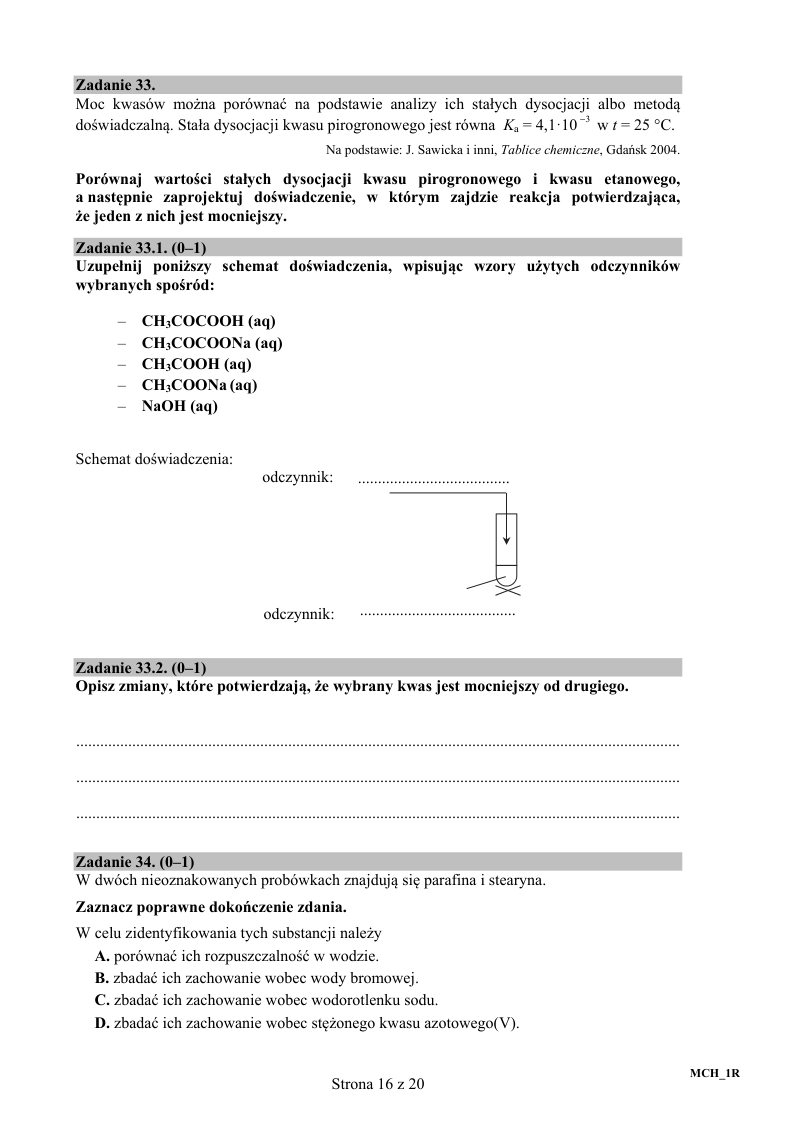 Zadanie 33.
Moc kwasów można porównać na podstawie analizy ich stałych dysocjacji albo metodą
doświadczalną. Stała dysocjacji kwasu pirogronowego jest równa Kₐ = 4,1·10⁻³ w t = 25 °C.
Na podstawie: J. Sawicka i inni, Tablice chemiczne, Gdańsk 2004.
Porównaj wartości stałych dysocjacji kwasu pirogronowego i kwasu etanowego,
a następnie zaprojektuj doświadczenie, w którym zajdzie reakcja potwierdzająca,
że jeden z nich jest mocniejszy.
Zadanie 33.1. (0–1)
Uzupełnij poniższy schemat doświadczenia, wpisując wzory użytych odczynników
wybranych spośród:
– CH₃COCOOH (aq)
– CH₃COCOONa (aq)
– CH₃COOH (aq)
– CH₃COONa (aq)
– NaOH (aq)
Schemat doświadczenia:
odczynnik: ......................................
odczynnik: .......................................
Zadanie 33.2. (0–1)
Opisz zmiany, które potwierdzają, że wybrany kwas jest mocniejszy od drugiego.
.......................................................................................................................................................
.......................................................................................................................................................
.......................................................................................................................................................
Zadanie 34. (0–1)
W dwóch nieoznakowanych probówkach znajdują się parafina i stearyna.
Zaznacz poprawne dokończenie zdania.
W celu zidentyfikowania tych substancji należy
A. porównać ich rozpuszczalność w wodzie.
B. zbadać ich zachowanie wobec wody bromowej.
C. zbadać ich zachowanie wobec wodorotlenku sodu.
D. zbadać ich zachowanie wobec stężonego kwasu azotowego(V).
MCH_1R
Strona 16 z 20